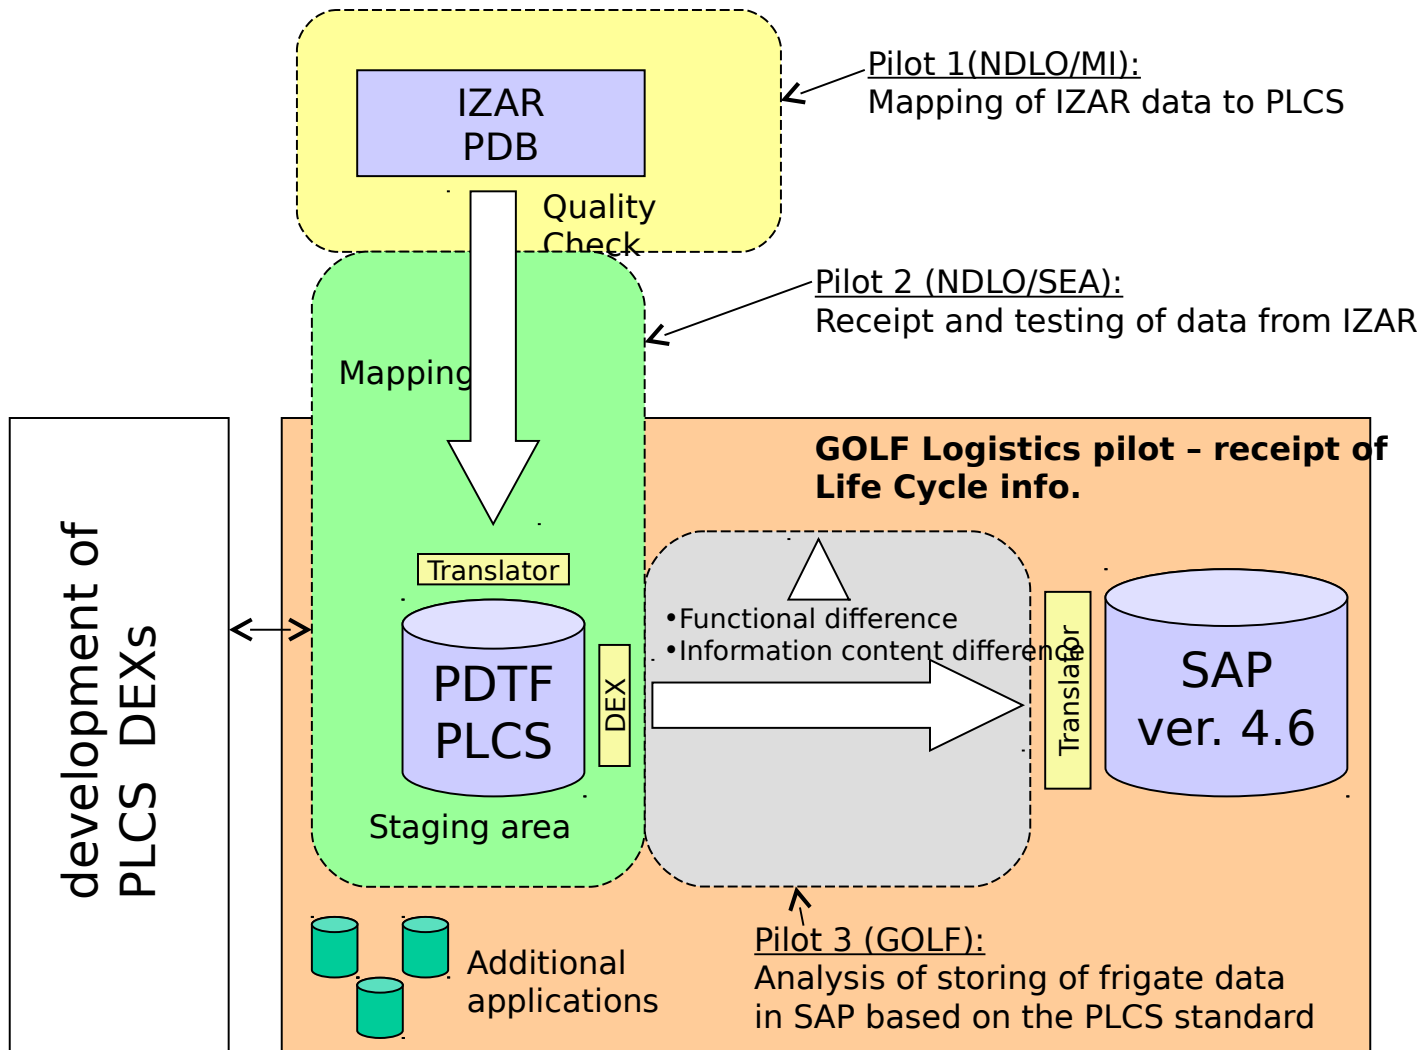 Pilot 1(NDLO/MI):
Mapping of IZAR data to PLCS
IZAR
PDB
Quality
Check
Pilot 2 (NDLO/SEA):
Receipt and testing of data from IZAR
Mapping
GOLF Logistics pilot – receipt of
Life Cycle info.
development of
PLCS DEXs
Translator
•Functional difference
•Information content difference
PDTF
PLCS
DEX
Translator
SAP
ver. 4.6
Staging area
Additional
applications
Pilot 3 (GOLF):
Analysis of storing of frigate data
in SAP based on the PLCS standard